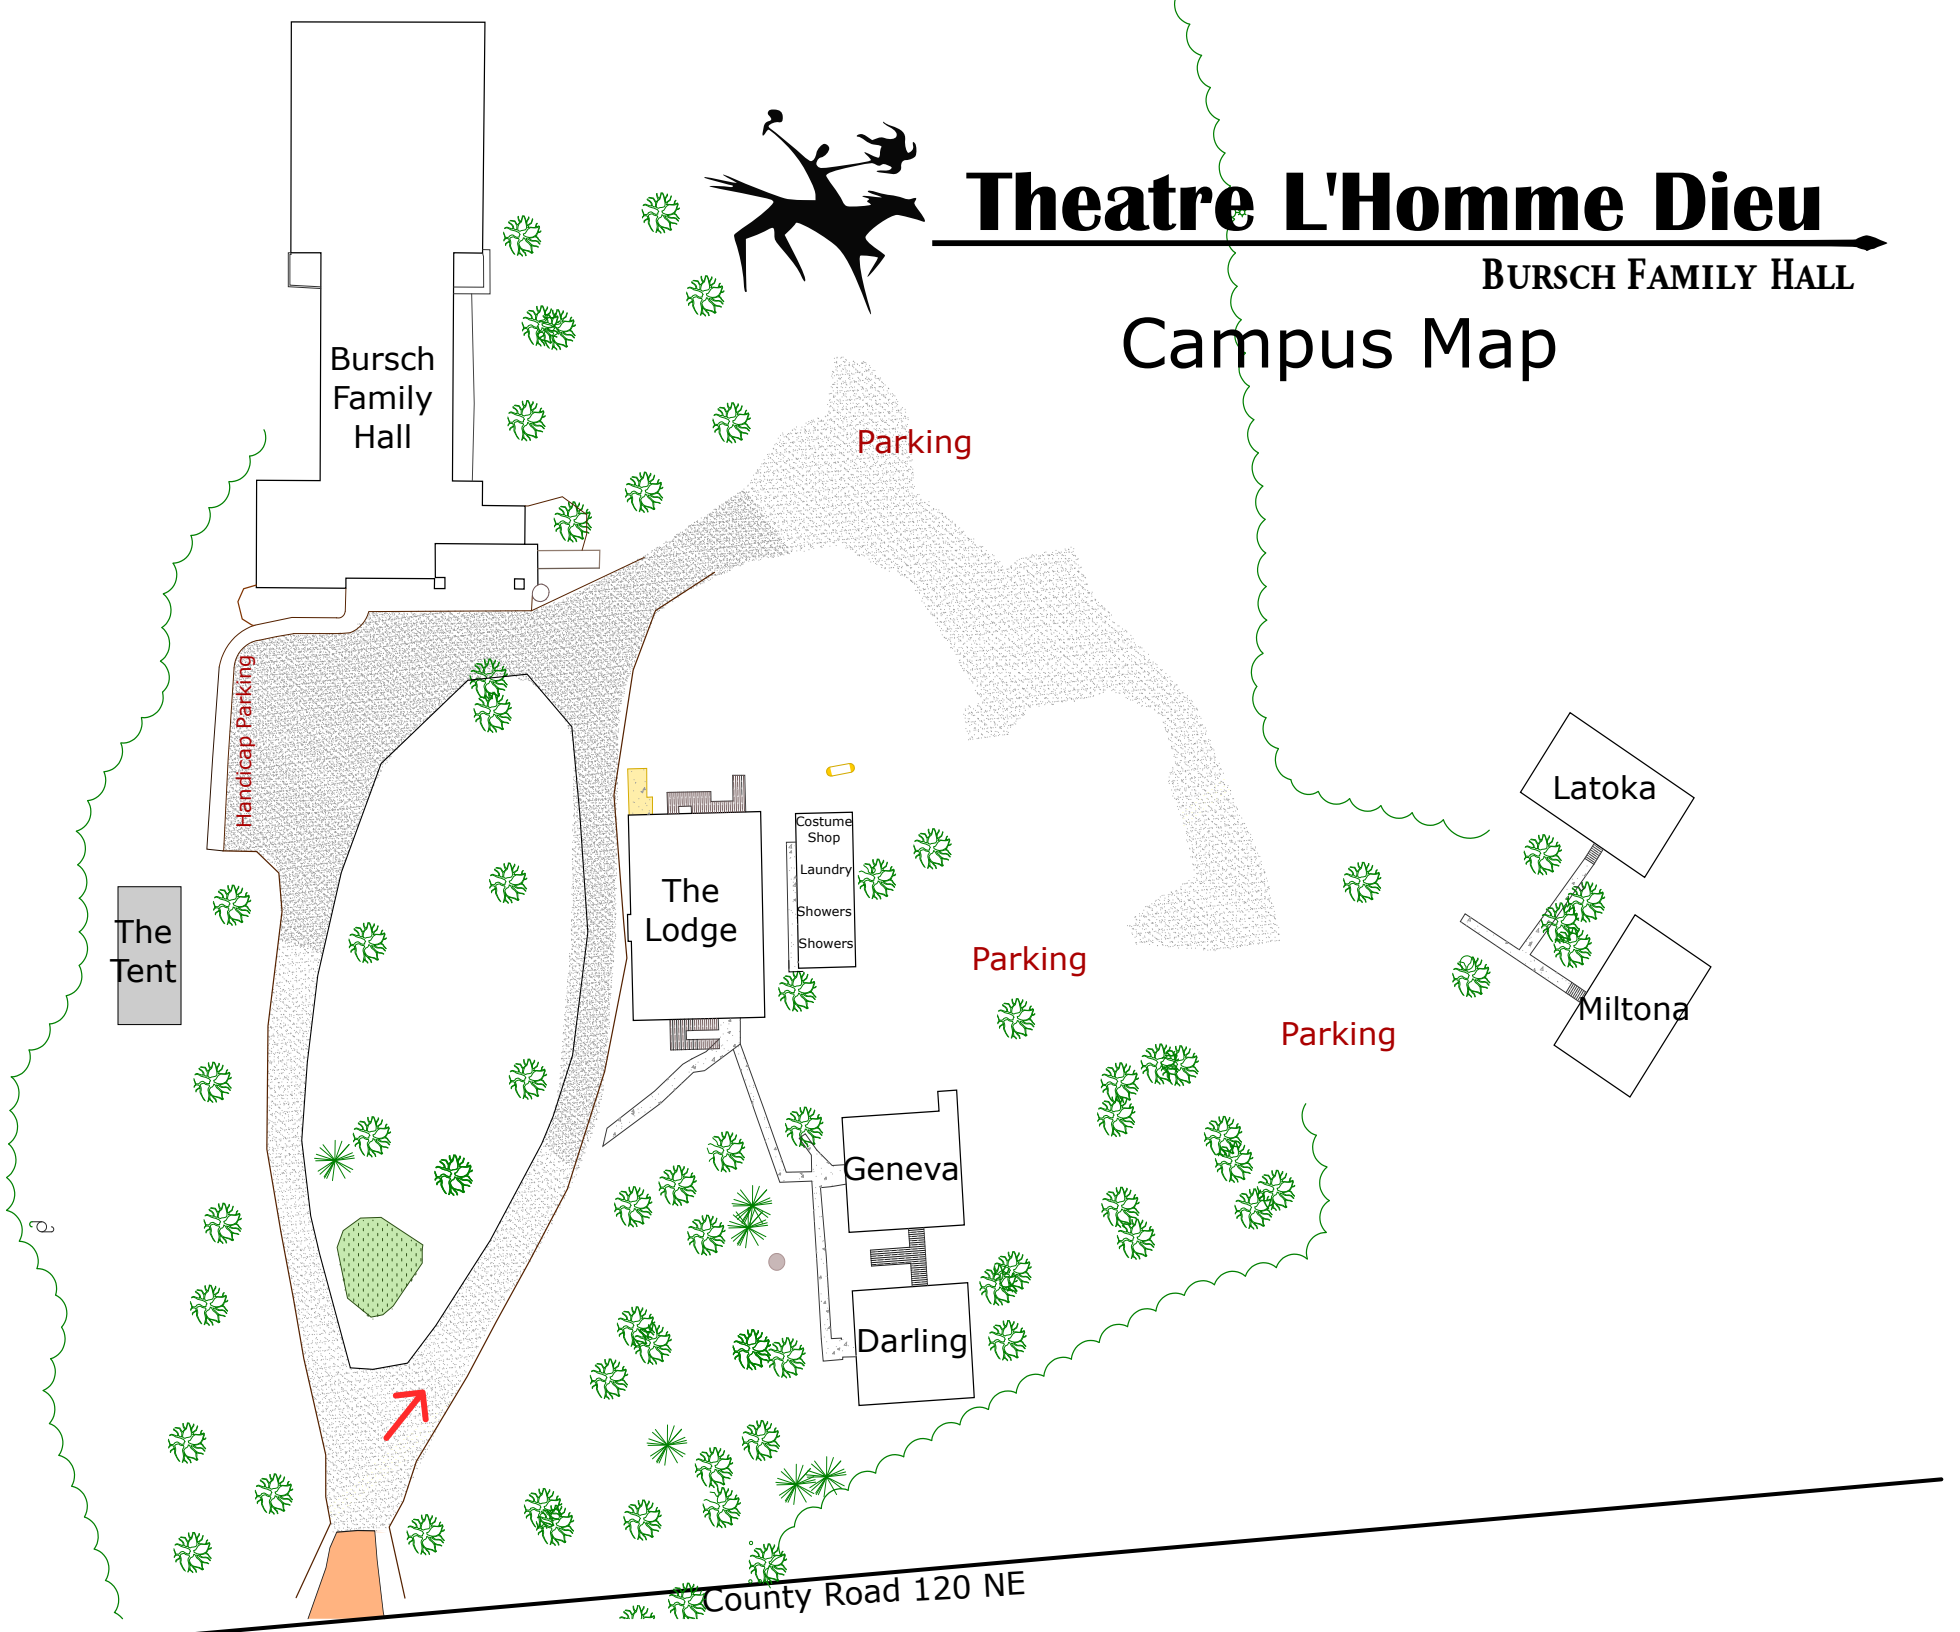 Theatre L'Homme Dieu
BURSCH FAMILY HALL
Campus Map
Bursch
Family
Hall
Parking
Handicap Parking
Latoka
Costume
Shop
Laundry
Showers
Showers
The
Lodge
The
Tent
Parking
Miltona
Parking
Geneva
Darling
County Road 120 NE